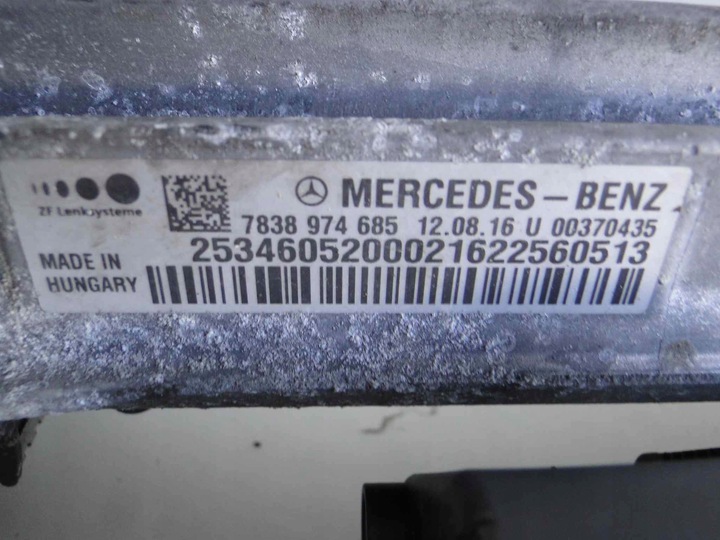 MERCEDES-BENZ
ZF Lenksysteme
7838 974 685 12.08.16 U 00370435
2534605200021622560513
MADE IN
HUNGARY